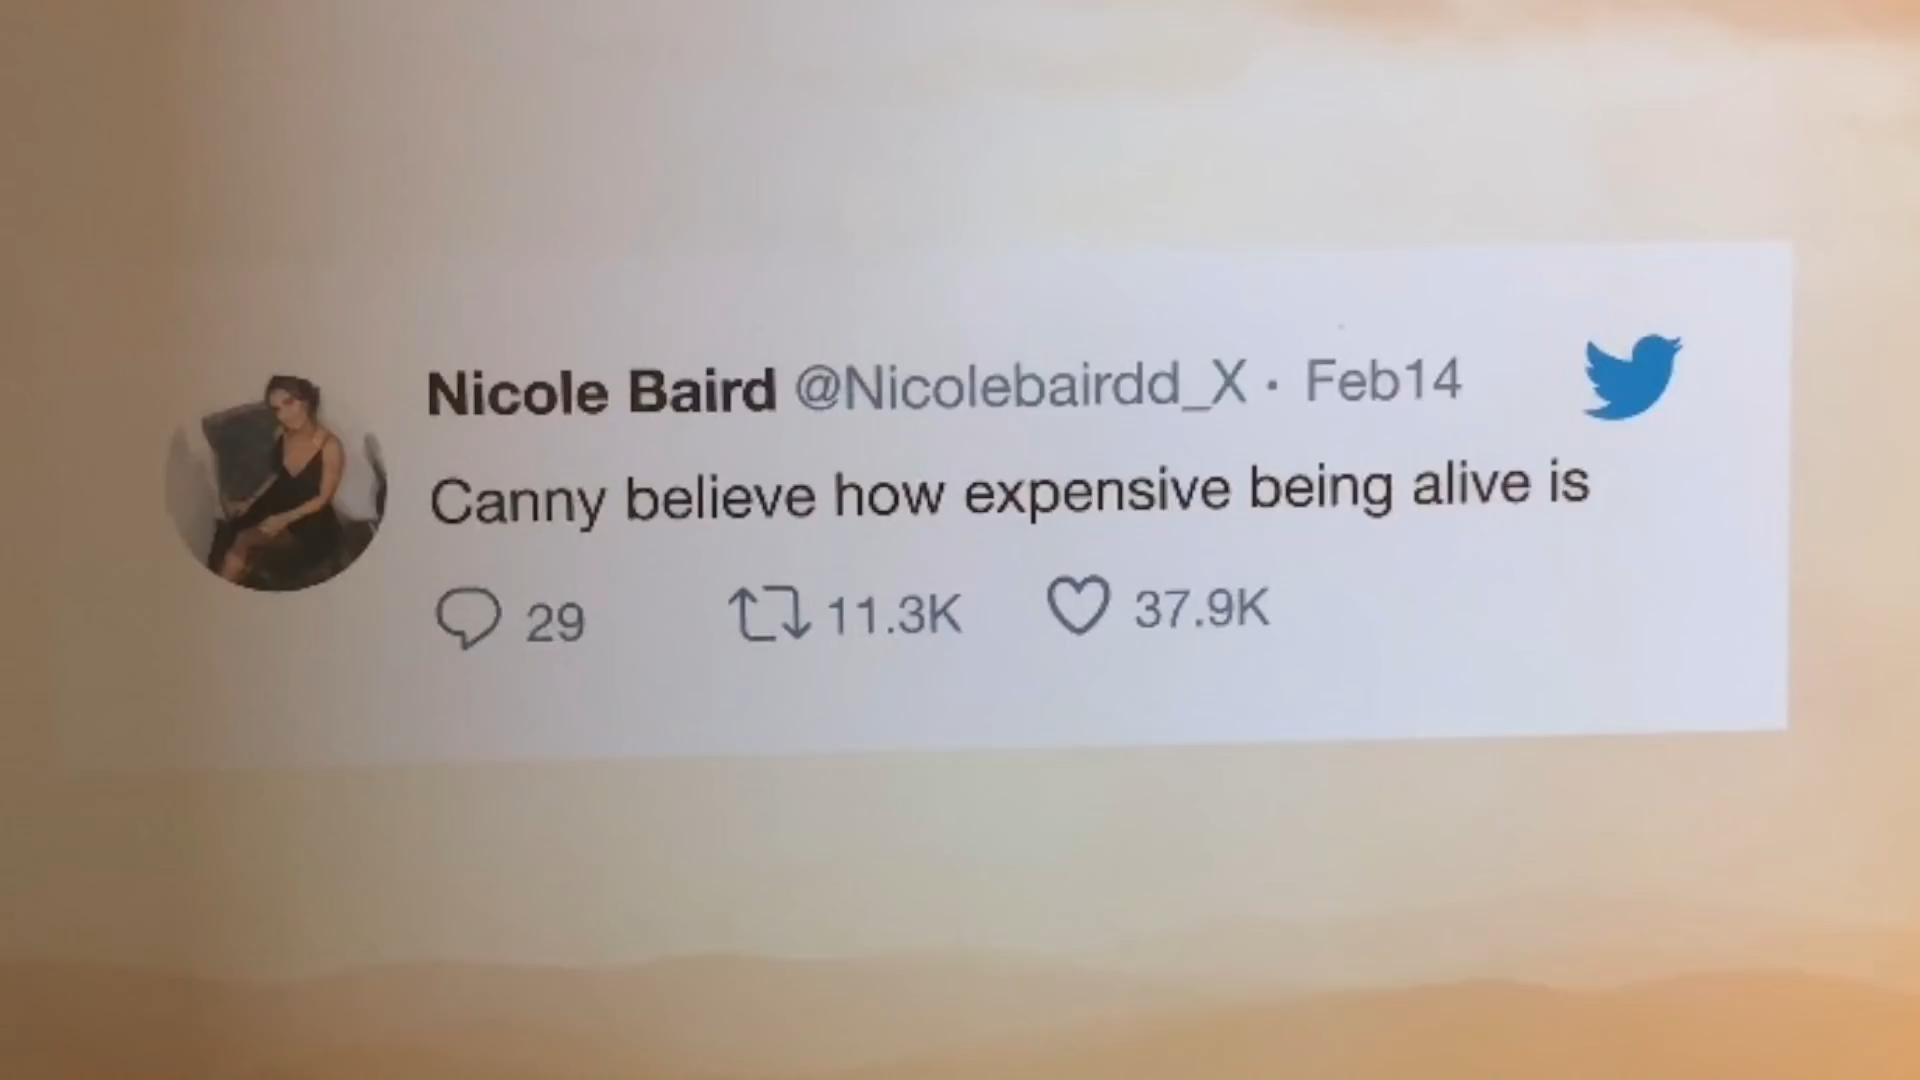 Nicole Baird @Nicolebairdd_X · Feb14
Canny believe how expensive being alive is
29 11.3K 37.9K